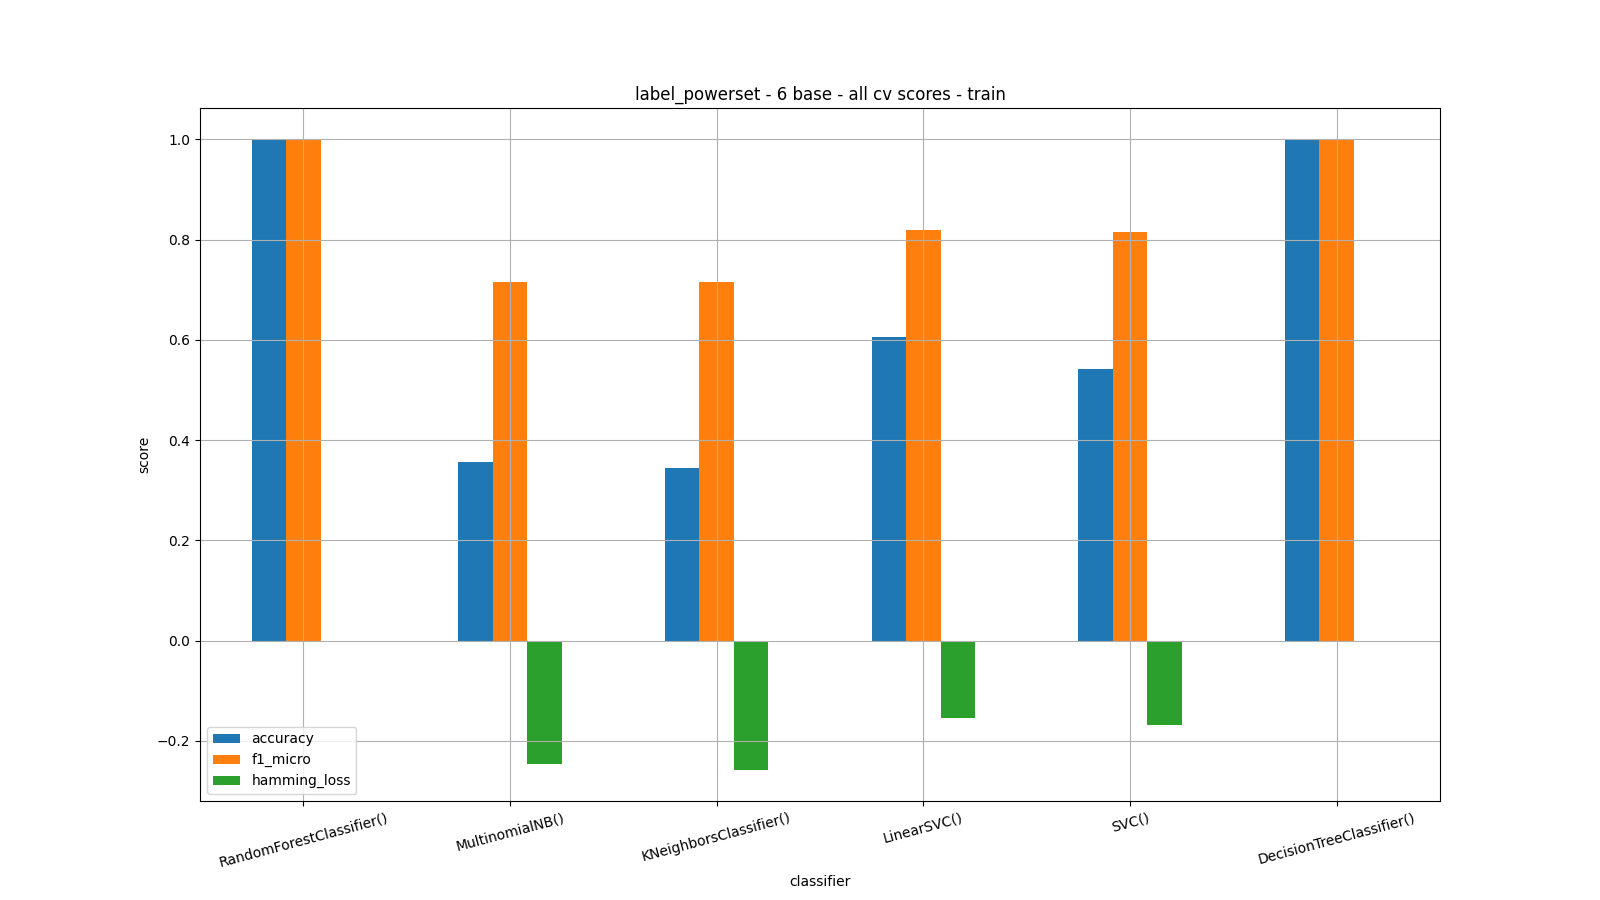 label_powerset - 6 base - all cv scores - train
1.0
0.8
0.6
0.4
0.2
0.0
−0.2
score
accuracy
f1_micro
hamming_loss
RandomForestClassifier()
MultinomialNB()
KNeighborsClassifier()
LinearSVC()
SVC()
DecisionTreeClassifier()
classifier